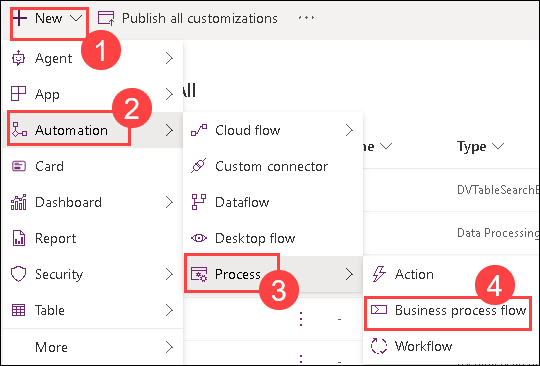 New
Publish all customizations
1
Agent
App
All
2
Automation
Cloud flow
me
Type
Card
Custom connector
DVTableSearchE
Dashboard
Dataflow
Report
Desktop flow
Data Processing
Security
Process
3
Action
4
Table
-
Business process flow
More
-
Workflow